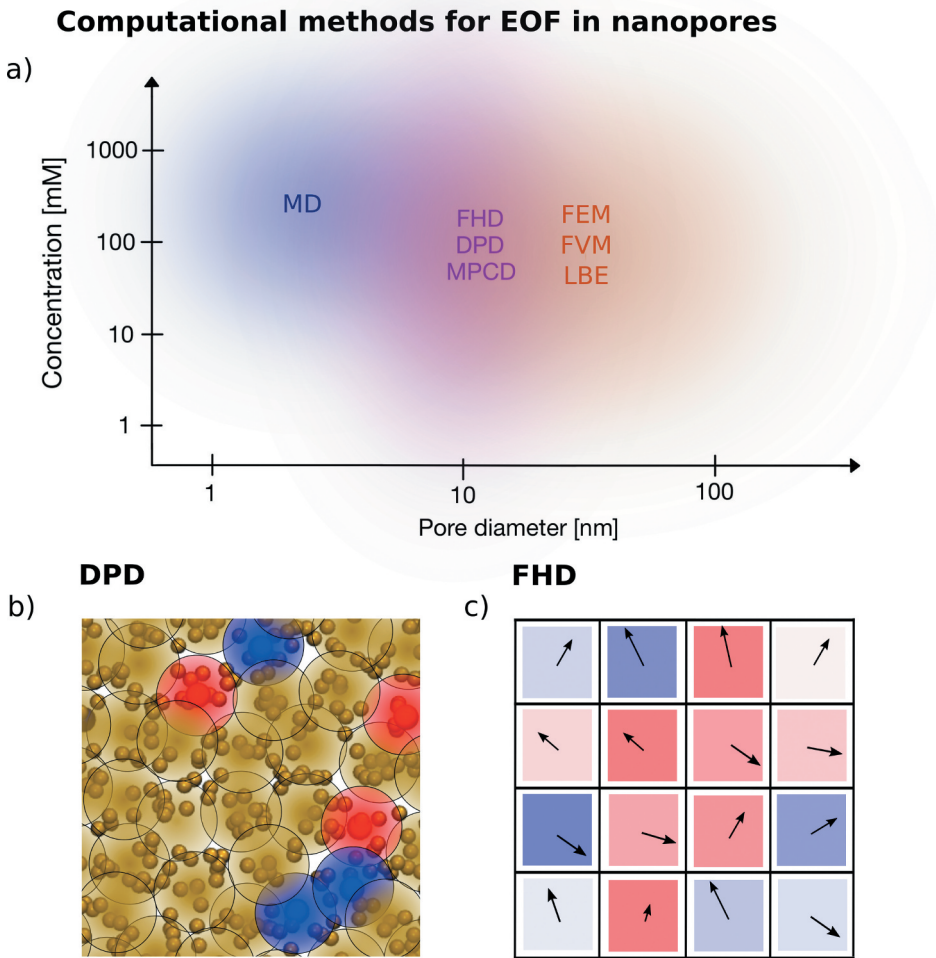 Computational methods for EOF in nanopores
a)
Concentration [mM]
1000
100
10
1
MD
FHD
DPD
MPCD
FEM
FVM
LBE
1
10
100
Pore diameter [nm]
DPD
FHD
b)
c)